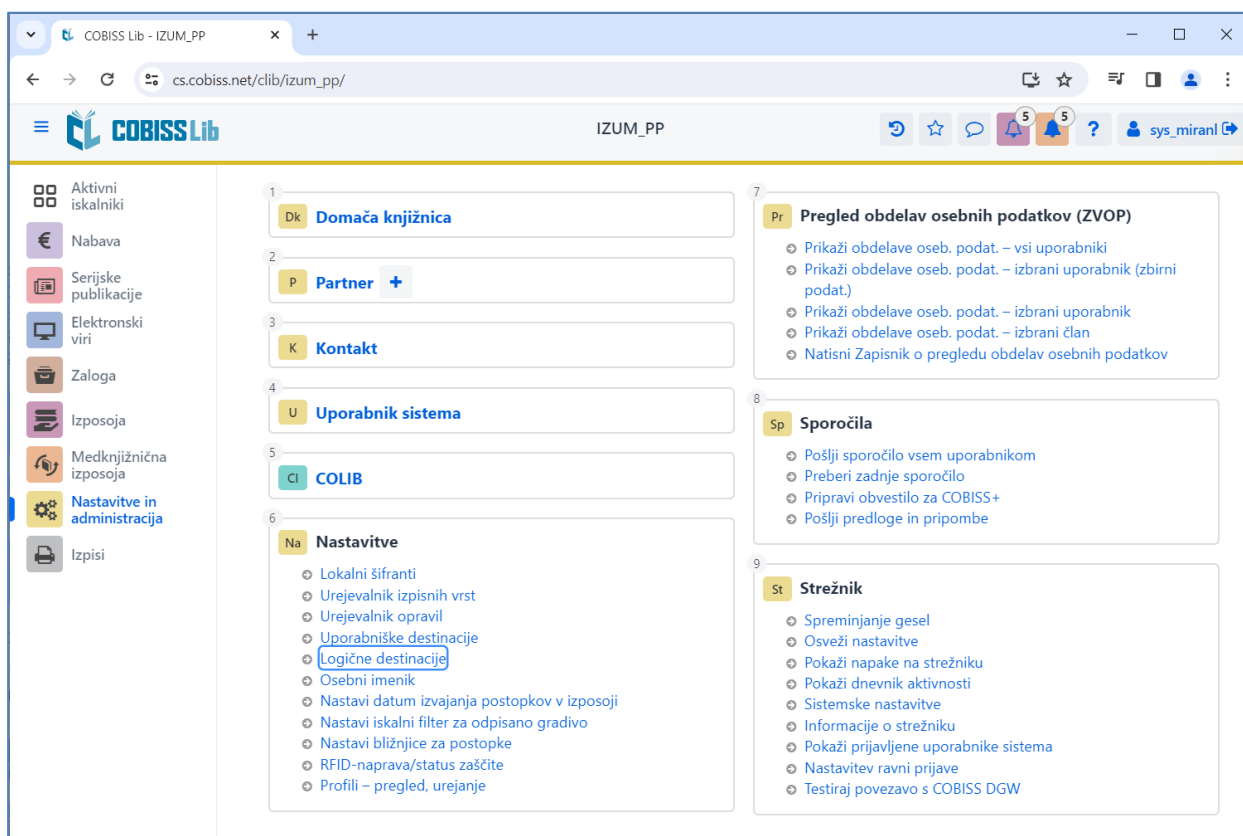 COBISS Lib - IZUM_PP
cs.cobiss.net/clib/izum_pp/
COBISS Lib
IZUM_PP
5
5
?
sys_miranl
Aktivni
iskalniki
Nabava
Serijske
publikacije
Elektronski
viri
Zaloga
Izposoja
Medknjižnična
izposoja
Nastavitve in
administracija
Izpisi
1
Dk Domača knjižnica
2
P Partner +
3
K Kontakt
4
U Uporabnik sistema
5
Cl COLIB
6
Na Nastavitve
Lokalni šifranti
Urejevalnik izpisnih vrst
Urejevalnik opravil
Uporabniške destinacije
Logične destinacije
Osebni imenik
Nastavi datum izvajanja postopkov v izposoji
Nastavi iskalni filter za odpisano gradivo
Nastavi bližnjice za postopke
RFID-naprava/status zaščite
Profili – pregled, urejanje
7
Pr Pregled obdelav osebnih podatkov (ZVOP)
Prikaži obdelave oseb. podat. – vsi uporabniki
Prikaži obdelave oseb. podat. – izbrani uporabnik (zbirni
podat.)
Prikaži obdelave oseb. podat. – izbrani uporabnik
Prikaži obdelave oseb. podat. – izbrani član
Natisni Zapisnik o pregledu obdelav osebnih podatkov
8
Sp Sporočila
Pošlji sporočilo vsem uporabnikom
Preberi zadnje sporočilo
Pripravi obvestilo za COBISS+
Pošlji predloge in pripombe
9
St Strežnik
Spreminjanje gesel
Osveži nastavitve
Pokaži napake na strežniku
Pokaži dnevnik aktivnosti
Sistemske nastavitve
Informacije o strežniku
Pokaži prijavljene uporabnike sistema
Nastavitev ravni prijave
Testiraj povezavo s COBISS DGW